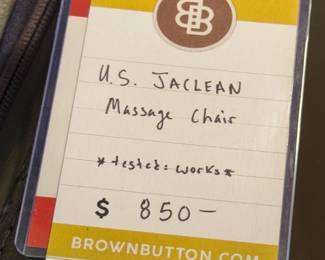 U.S. JACLEAN
Massage Chair
*tested: works*
$ 850—
BROWNBUTTON.COM